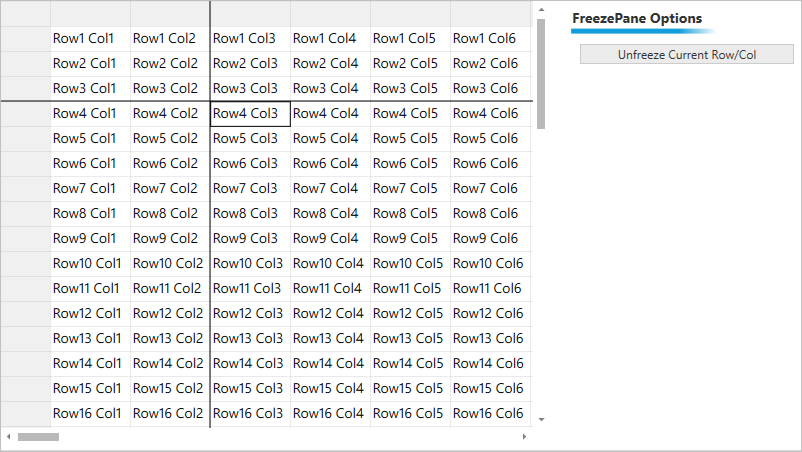 FreezePane Options
Unfreeze Current Row/Col
Row1 Col1 Row1 Col2 Row1 Col3 Row1 Col4 Row1 Col5 Row1 Col6
Row2 Col1 Row2 Col2 Row2 Col3 Row2 Col4 Row2 Col5 Row2 Col6
Row3 Col1 Row3 Col2 Row3 Col3 Row3 Col4 Row3 Col5 Row3 Col6
Row4 Col1 Row4 Col2 Row4 Col3 Row4 Col4 Row4 Col5 Row4 Col6
Row5 Col1 Row5 Col2 Row5 Col3 Row5 Col4 Row5 Col5 Row5 Col6
Row6 Col1 Row6 Col2 Row6 Col3 Row6 Col4 Row6 Col5 Row6 Col6
Row7 Col1 Row7 Col2 Row7 Col3 Row7 Col4 Row7 Col5 Row7 Col6
Row8 Col1 Row8 Col2 Row8 Col3 Row8 Col4 Row8 Col5 Row8 Col6
Row9 Col1 Row9 Col2 Row9 Col3 Row9 Col4 Row9 Col5 Row9 Col6
Row10 Col1 Row10 Col2 Row10 Col3 Row10 Col4 Row10 Col5 Row10 Col6
Row11 Col1 Row11 Col2 Row11 Col3 Row11 Col4 Row11 Col5 Row11 Col6
Row12 Col1 Row12 Col2 Row12 Col3 Row12 Col4 Row12 Col5 Row12 Col6
Row13 Col1 Row13 Col2 Row13 Col3 Row13 Col4 Row13 Col5 Row13 Col6
Row14 Col1 Row14 Col2 Row14 Col3 Row14 Col4 Row14 Col5 Row14 Col6
Row15 Col1 Row15 Col2 Row15 Col3 Row15 Col4 Row15 Col5 Row15 Col6
Row16 Col1 Row16 Col2 Row16 Col3 Row16 Col4 Row16 Col5 Row16 Col6